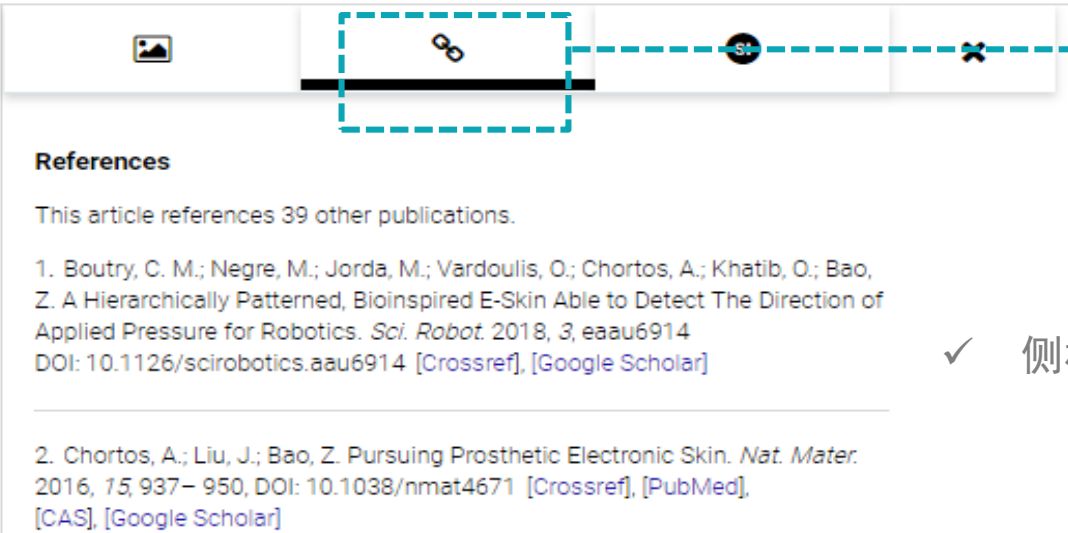 References
This article references 39 other publications.
1. Boutry, C. M.; Negre, M.; Jorda, M.; Vardoulis, O.; Chortos, A.; Khatib, O.; Bao,
Z. A Hierarchically Patterned, Bioinspired E-Skin Able to Detect The Direction of
Applied Pressure for Robotics. Sci. Robot. 2018, 3, eaau6914
DOI: 10.1126/scirobotics.aau6914 [Crossref], [Google Scholar]
✓ 侧
2. Chortos, A.; Liu, J.; Bao, Z. Pursuing Prosthetic Electronic Skin. Nat. Mater.
2016, 15, 937– 950, DOI: 10.1038/nmat4671 [Crossref], [PubMed],
[CAS], [Google Scholar]